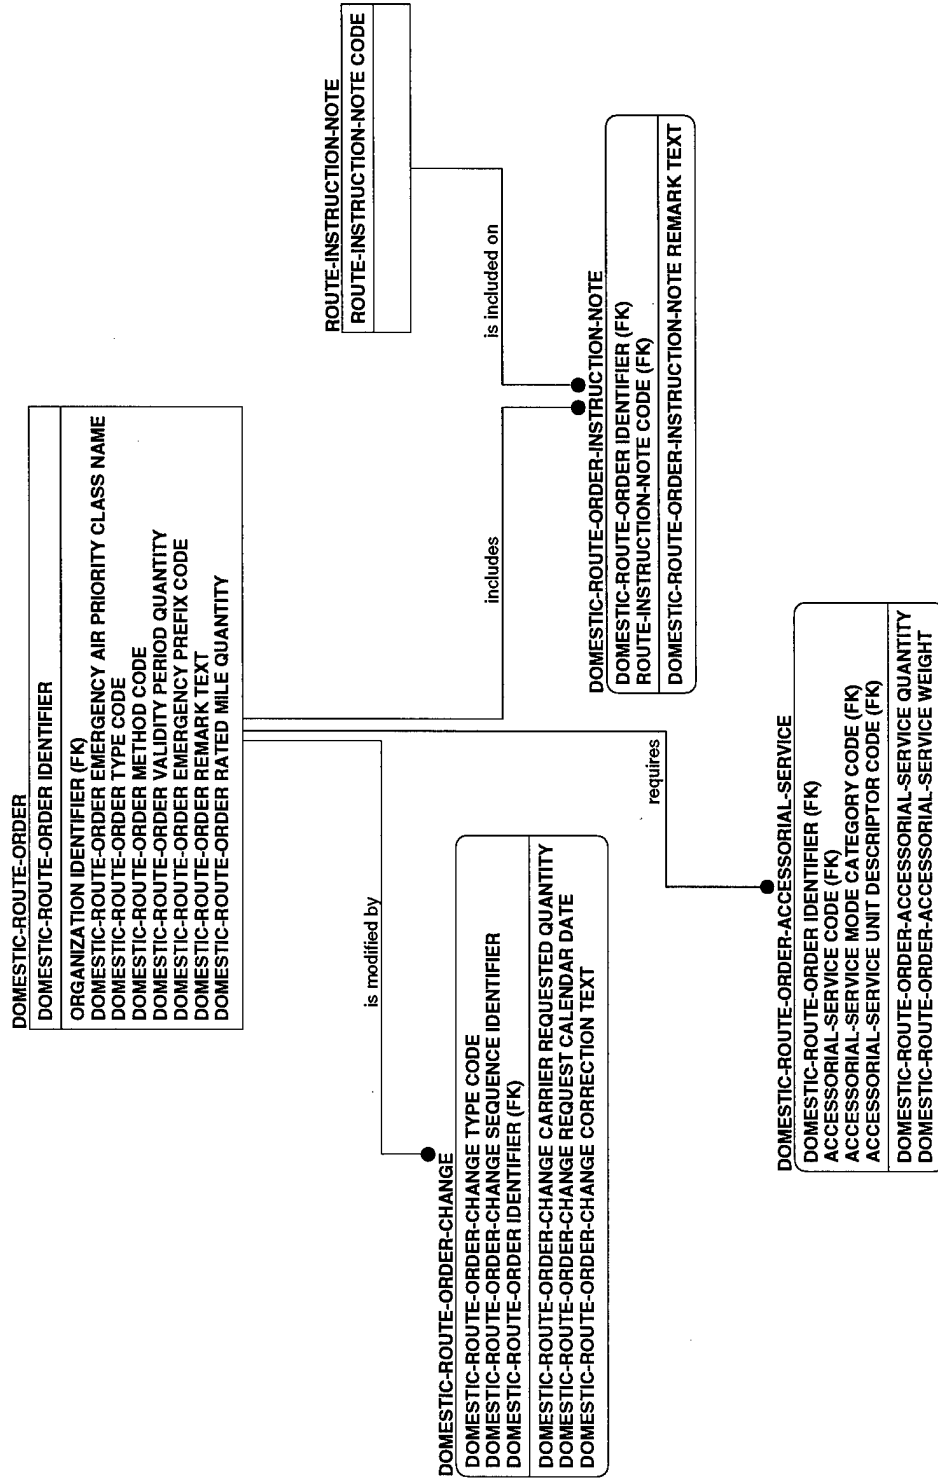 DOMESTIC-ROUTE-ORDER
DOMESTIC-ROUTE-ORDER IDENTIFIER
ORGANIZATION IDENTIFIER (FK)
DOMESTIC-ROUTE-ORDER EMERGENCY AIR PRIORITY CLASS NAME
DOMESTIC-ROUTE-ORDER TYPE CODE
DOMESTIC-ROUTE-ORDER METHOD CODE
DOMESTIC-ROUTE-ORDER VALIDITY PERIOD QUANTITY
DOMESTIC-ROUTE-ORDER EMERGENCY PREFIX CODE
DOMESTIC-ROUTE-ORDER REMARK TEXT
DOMESTIC-ROUTE-ORDER RATED MILE QUANTITY
ROUTE-INSTRUCTION-NOTE
ROUTE-INSTRUCTION-NOTE CODE
is modified by
includes
is included on
requires
DOMESTIC-ROUTE-ORDER-CHANGE
DOMESTIC-ROUTE-ORDER-CHANGE TYPE CODE
DOMESTIC-ROUTE-ORDER-CHANGE SEQUENCE IDENTIFIER
DOMESTIC-ROUTE-ORDER IDENTIFIER (FK)
DOMESTIC-ROUTE-ORDER-CHANGE CARRIER REQUESTED QUANTITY
DOMESTIC-ROUTE-ORDER-CHANGE REQUEST CALENDAR DATE
DOMESTIC-ROUTE-ORDER-CHANGE CORRECTION TEXT
DOMESTIC-ROUTE-ORDER-INSTRUCTION-NOTE
DOMESTIC-ROUTE-ORDER IDENTIFIER (FK)
ROUTE-INSTRUCTION-NOTE CODE (FK)
DOMESTIC-ROUTE-ORDER-INSTRUCTION-NOTE REMARK TEXT
DOMESTIC-ROUTE-ORDER-ACCESSORIAL-SERVICE
DOMESTIC-ROUTE-ORDER IDENTIFIER (FK)
ACCESSORIAL-SERVICE CODE (FK)
ACCESSORIAL-SERVICE MODE CATEGORY CODE (FK)
ACCESSORIAL-SERVICE UNIT DESCRIPTOR CODE (FK)
DOMESTIC-ROUTE-ORDER-ACCESSORIAL-SERVICE QUANTITY
DOMESTIC-ROUTE-ORDER-ACCESSORIAL-SERVICE WEIGHT